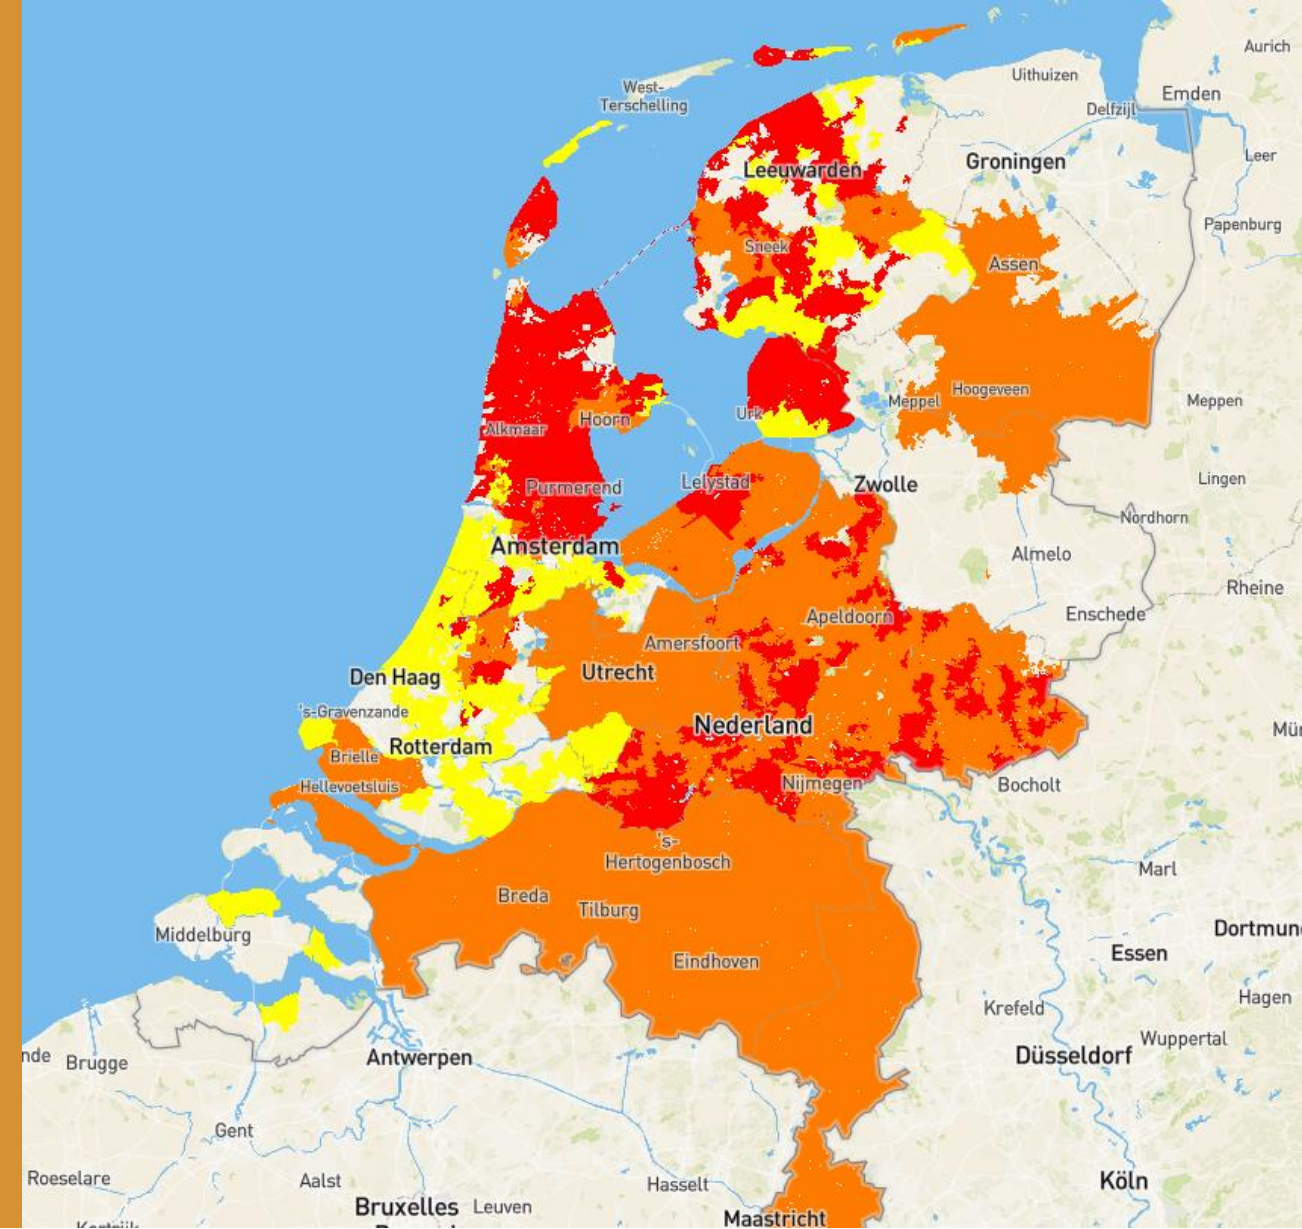 Aurich
Uithuizen
West-
Terschelling
Emden
Delfzijl
Leer
Groningen
Leeuwarden
Papenburg
Sneek
Assen
Hoogeveen
Meppel
Meppen
Urk
Hoorn
Alkmaar
Lelystad
Lingen
Purmerend
Zwolle
Nordhorn
Amsterdam
Almelo
Rheine
Enschede
Apeldoorn
Amersfoort
Utrecht
Den Haag
's-Gravenzande
Nederland
Mün
Rotterdam
Brielle
Nijmegen
Bocholt
Hellevoetsluis
's-
Hertogenbosch
Marl
Breda
Tilburg
Dortmun
Middelburg
Essen
Eindhoven
Hagen
Krefeld
Wuppertal
nde
Brugge
Antwerpen
Düsseldorf
Gent
Roeselare
Aalst
Hasselt
Köln
Bruxelles
Leuven
Maastricht